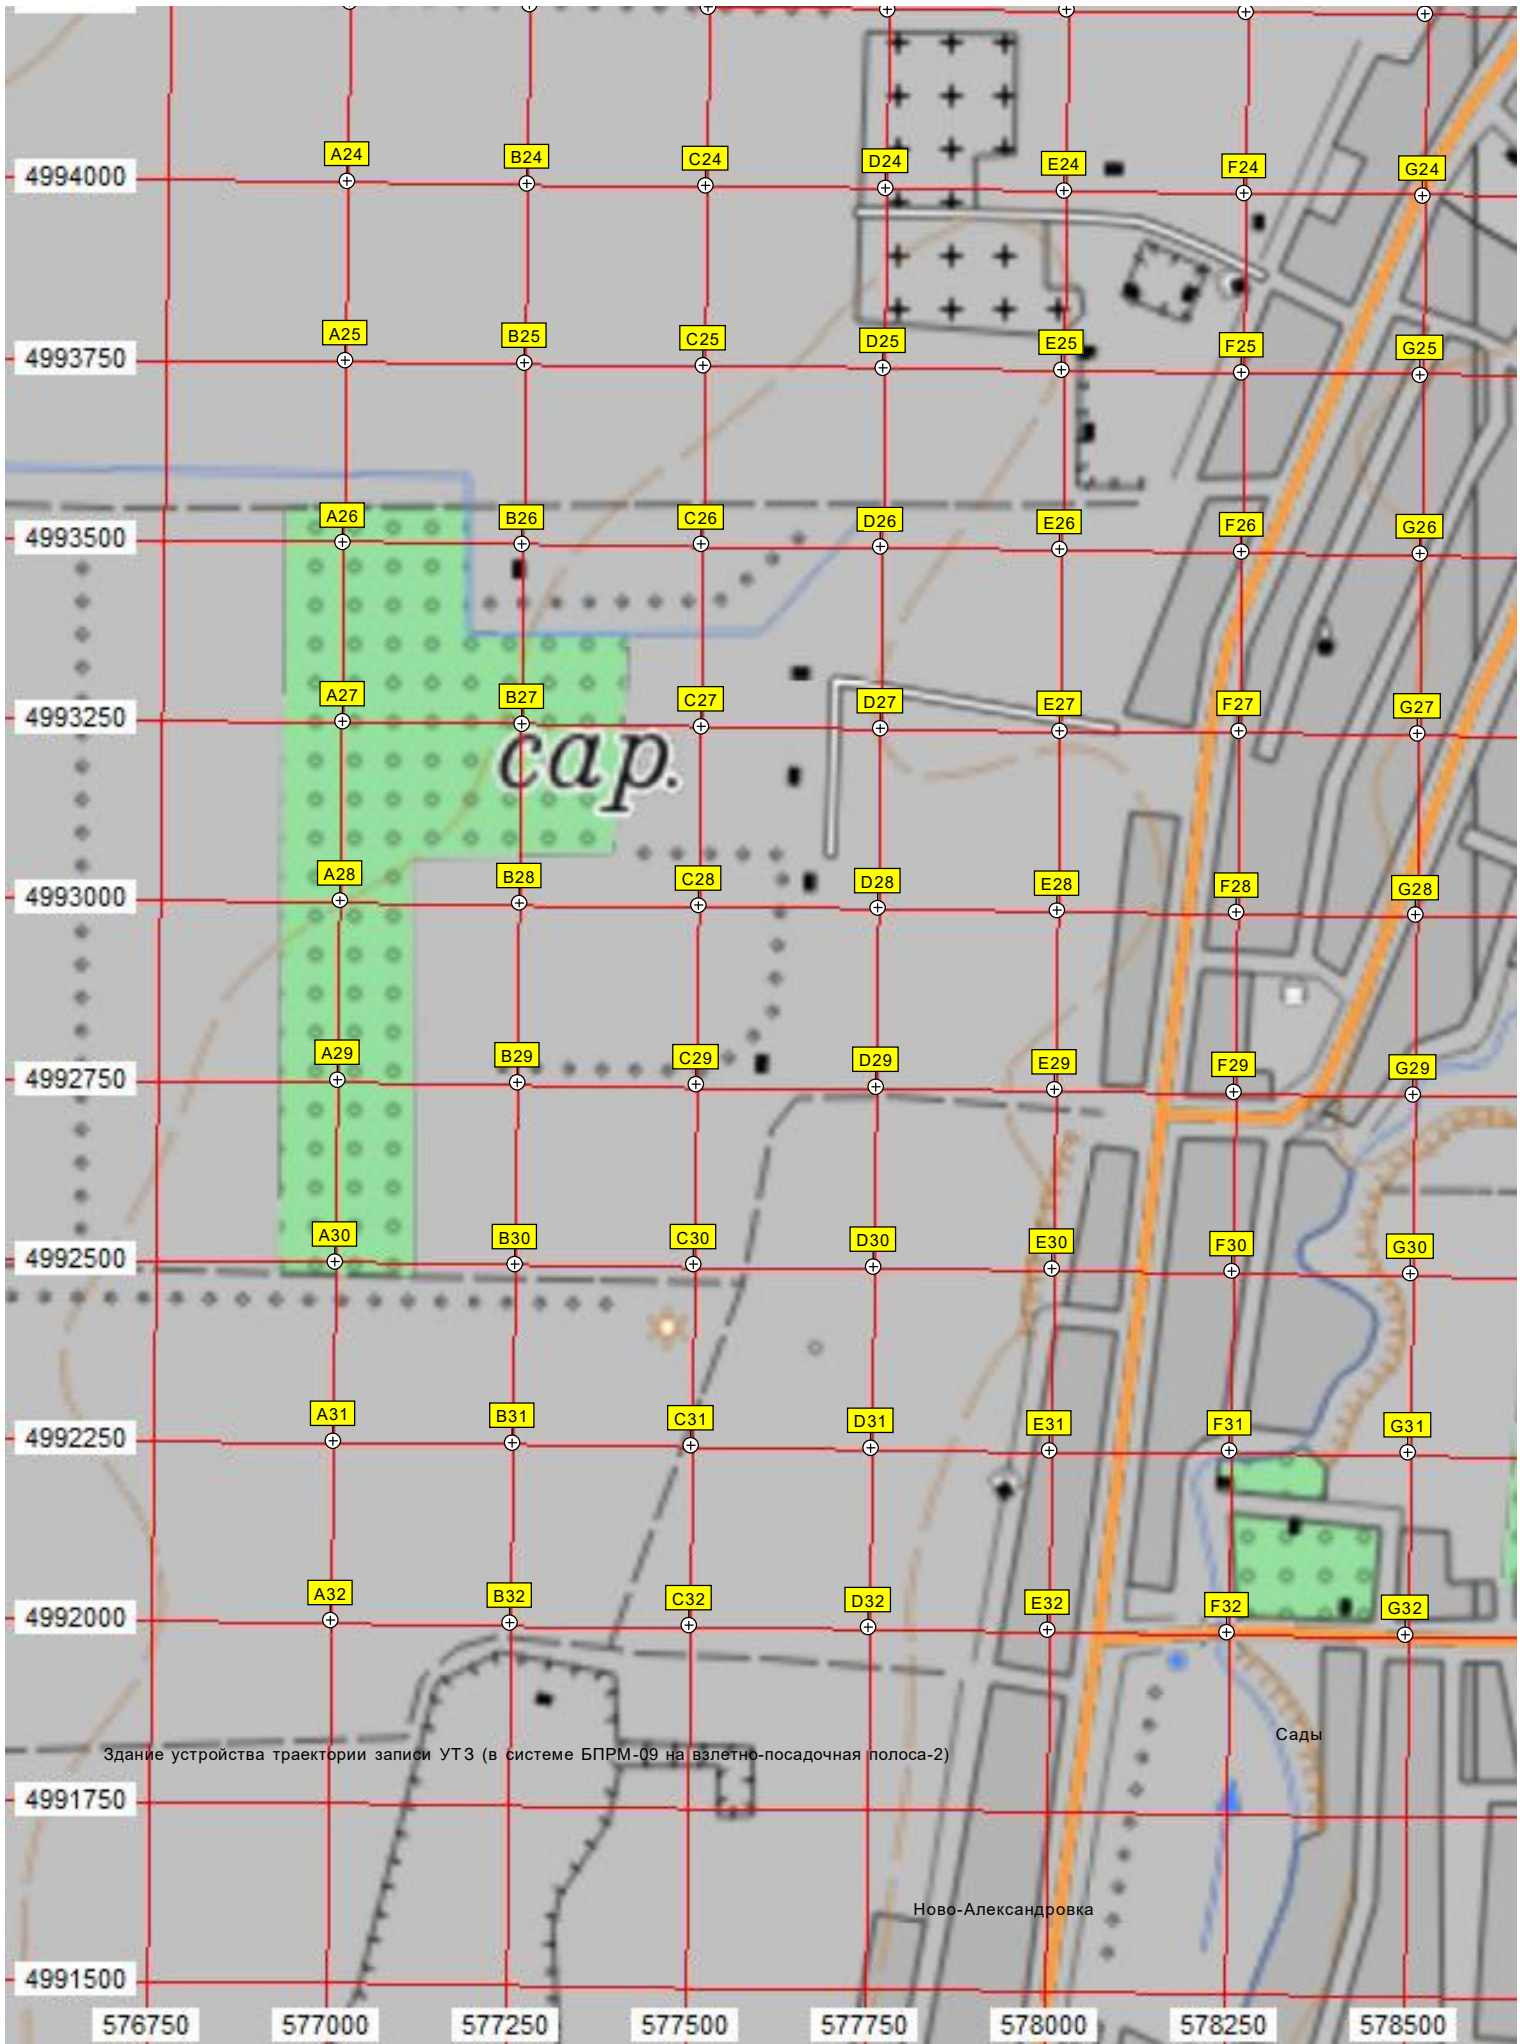 A24 B24 C24 D24 E24 F24 G24
4994000
A25 B25 C25 D25 E25 F25 G25
4993750
A26 B26 C26 D26 E26 F26 G26
4993500
A27 B27 C27 D27 E27 F27 G27
4993250
сар.
A28 B28 C28 D28 E28 F28 G28
4993000
A29 B29 C29 D29 E29 F29 G29
4992750
A30 B30 C30 D30 E30 F30 G30
4992500
A31 B31 C31 D31 E31 F31 G31
4992250
A32 B32 C32 D32 E32 F32 G32
4992000
Сады
Здание устройства траектории записи УТЗ (в системе БПРМ-09 на взлетно-посадочная полоса-2)
4991750
Ново-Александровка
4991500
576750 577000 577250 577500 577750 578000 578250 578500